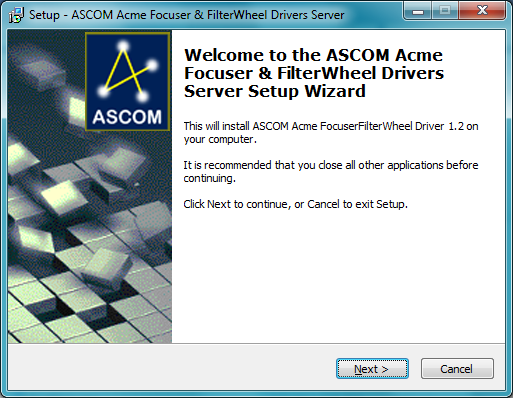 Setup - ASCOM Acme Focuser & FilterWheel Drivers Server
ASCOM
Welcome to the ASCOM Acme
Focuser & FilterWheel Drivers
Server Setup Wizard
This will install ASCOM Acme FocuserFilterWheel Driver 1.2 on
your computer.
It is recommended that you close all other applications before
continuing.
Click Next to continue, or Cancel to exit Setup.
Next >
Cancel